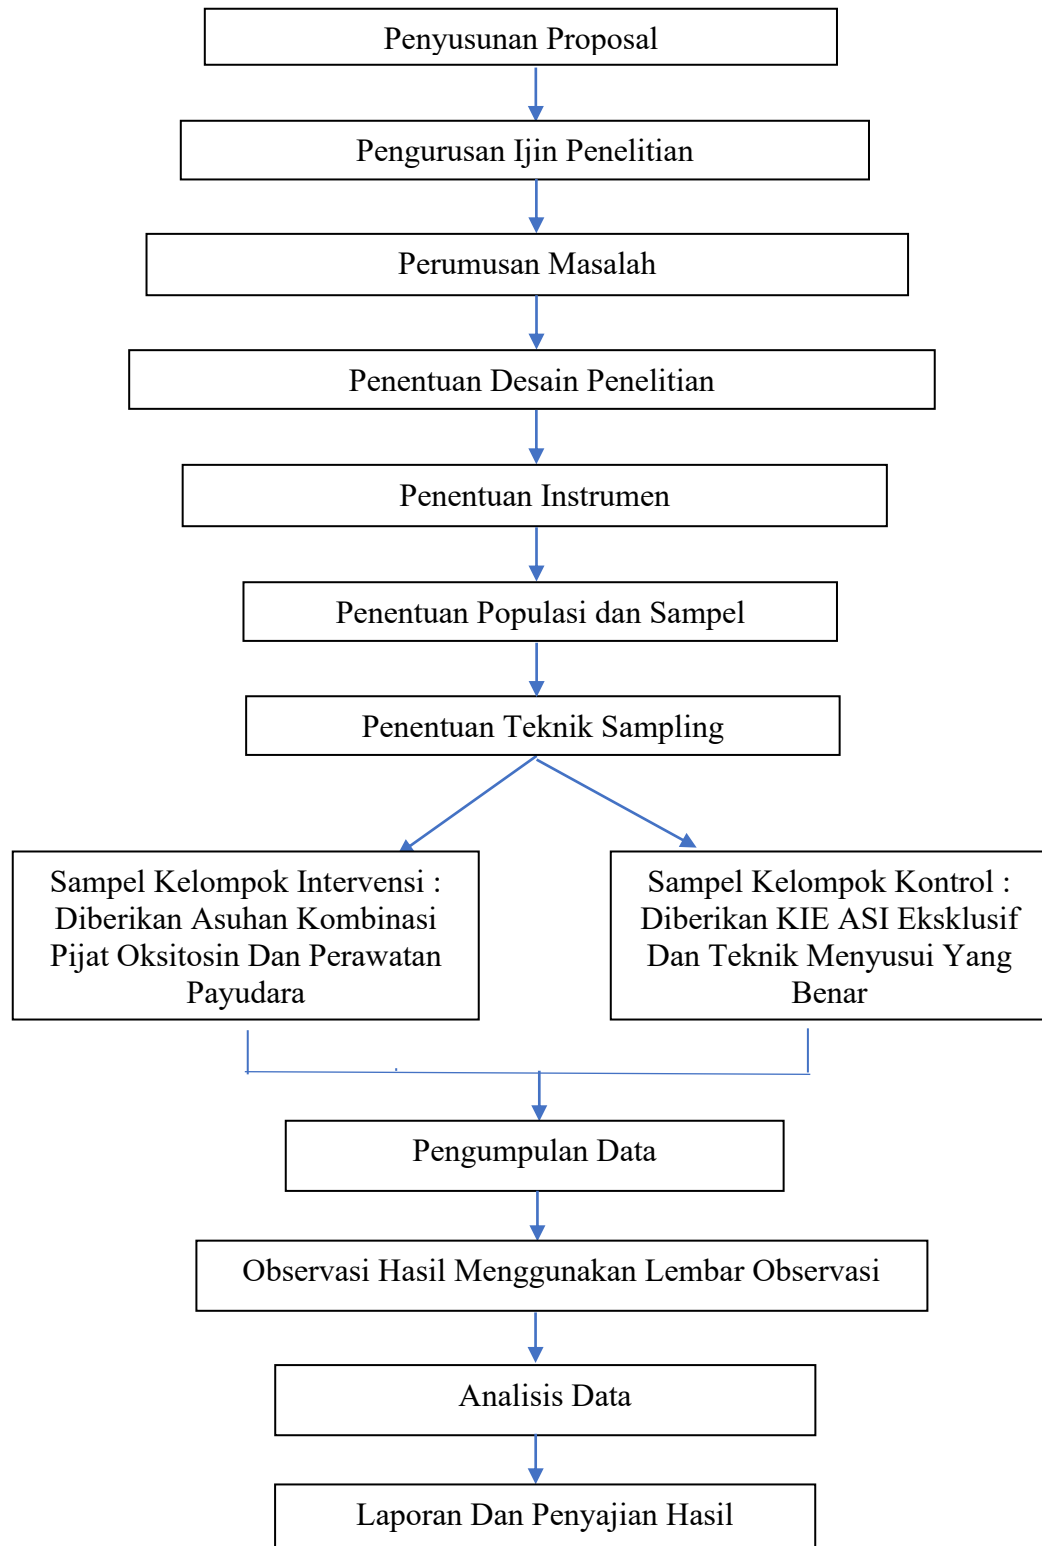 Penyusunan Proposal
Pengurusan Ijin Penelitian
Perumusan Masalah
Penentuan Desain Penelitian
Penentuan Instrumen
Penentuan Populasi dan Sampel
Penentuan Teknik Sampling
Sampel Kelompok Intervensi :
Diberikan Asuhan Kombinasi
Pijat Oksitosin Dan Perawatan
Payudara
Sampel Kelompok Kontrol :
Diberikan KIE ASI Eksklusif
Dan Teknik Menyusui Yang
Benar
Pengumpulan Data
Observasi Hasil Menggunakan Lembar Observasi
Analisis Data
Laporan Dan Penyajian Hasil